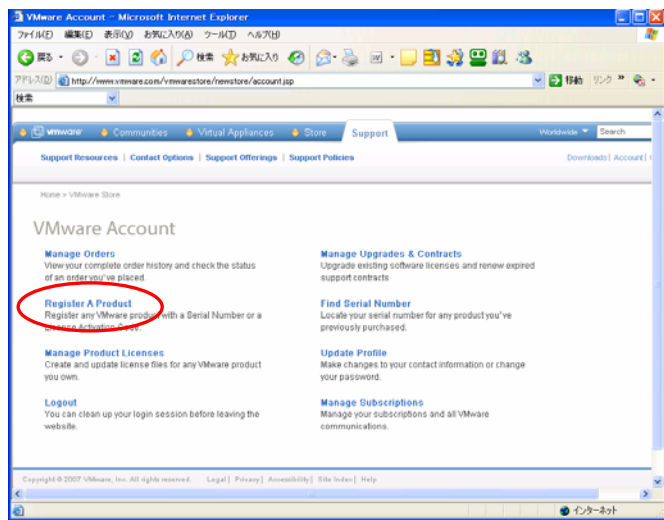 VMware Account - Microsoft Internet Explorer
ファイル(F) 編集(E) 表示(V) お気に入り(A) ツール(T) ヘルプ(H)
戻る 検索 お気に入り
アドレス(D) http://www.vmware.com/vmwarestore/newstore/account.jsp 移動 リンク »
検索
vmware Communities Virtual Appliances Store Support Worldwide Search
Support Resources | Contact Options | Support Offerings | Support Policies Downloads | Account |
Home > VMware Store
VMware Account
Manage Orders
View your complete order history and check the status
of an order you've placed.
Manage Upgrades & Contracts
Upgrade existing software licenses and renew expired
support contracts
Register A Product
Register any VMware product with a Serial Number or a
License Activation Code.
Find Serial Number
Locate your serial number for any product you've
previously purchased.
Manage Product Licenses
Create and update license files for any VMware product
you own.
Update Profile
Make changes to your contact information or change
your password.
Logout
You can clean up your login session before leaving the
website.
Manage Subscriptions
Manage your subscriptions and all VMware
communications.
Copyright © 2007 VMware, Inc. All rights reserved. Legal | Privacy | Accessibility | Site Index | Help
インターネット